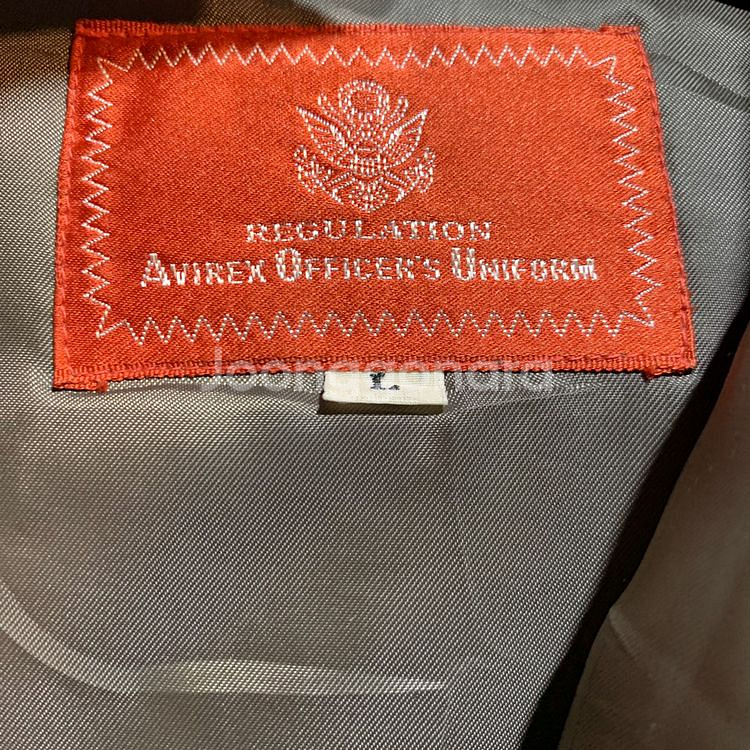 REGULATION
AVIREX OFFICER'S UNIFORM
L